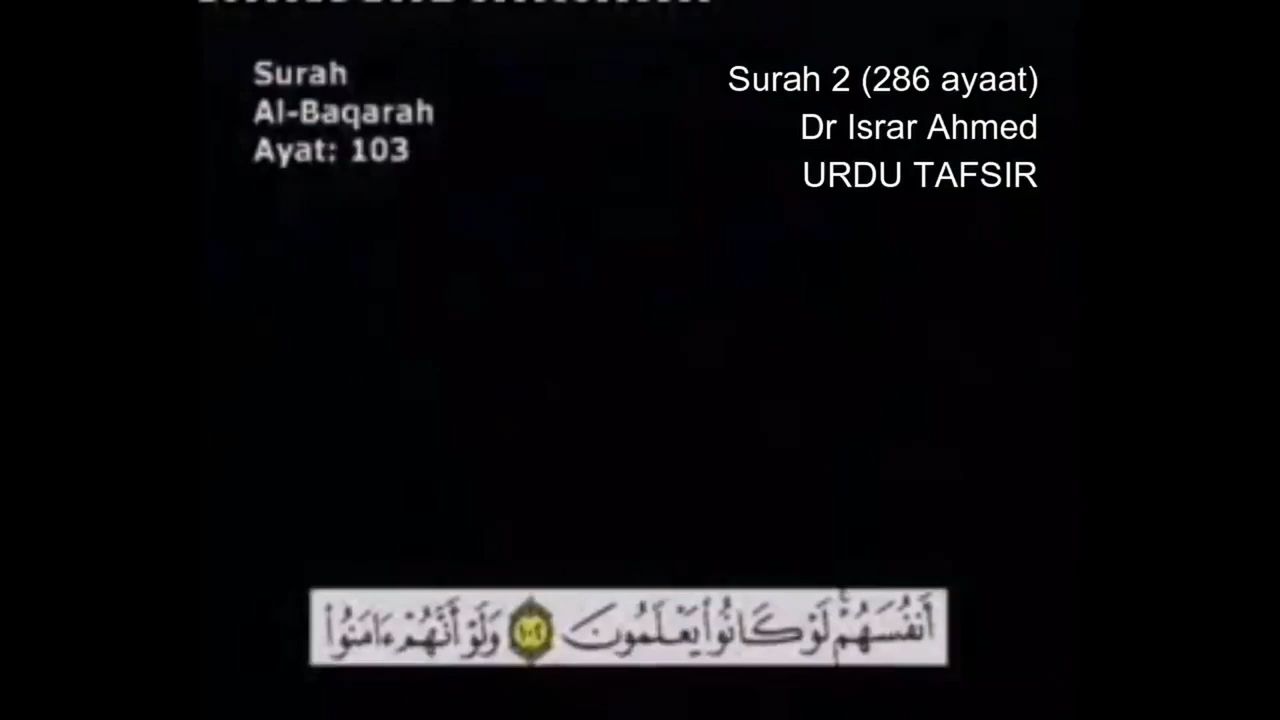 Surah
Al-Baqarah
Ayat: 103
Surah 2 (286 ayaat)
Dr Israr Ahmed
URDU TAFSIR
أَنفُسَهُمْ ۚ لَوْ كَانُوا۟ يَعْلَمُونَ ١٠٢ وَلَوْ أَنَّهُمْ ءَامَنُوا۟